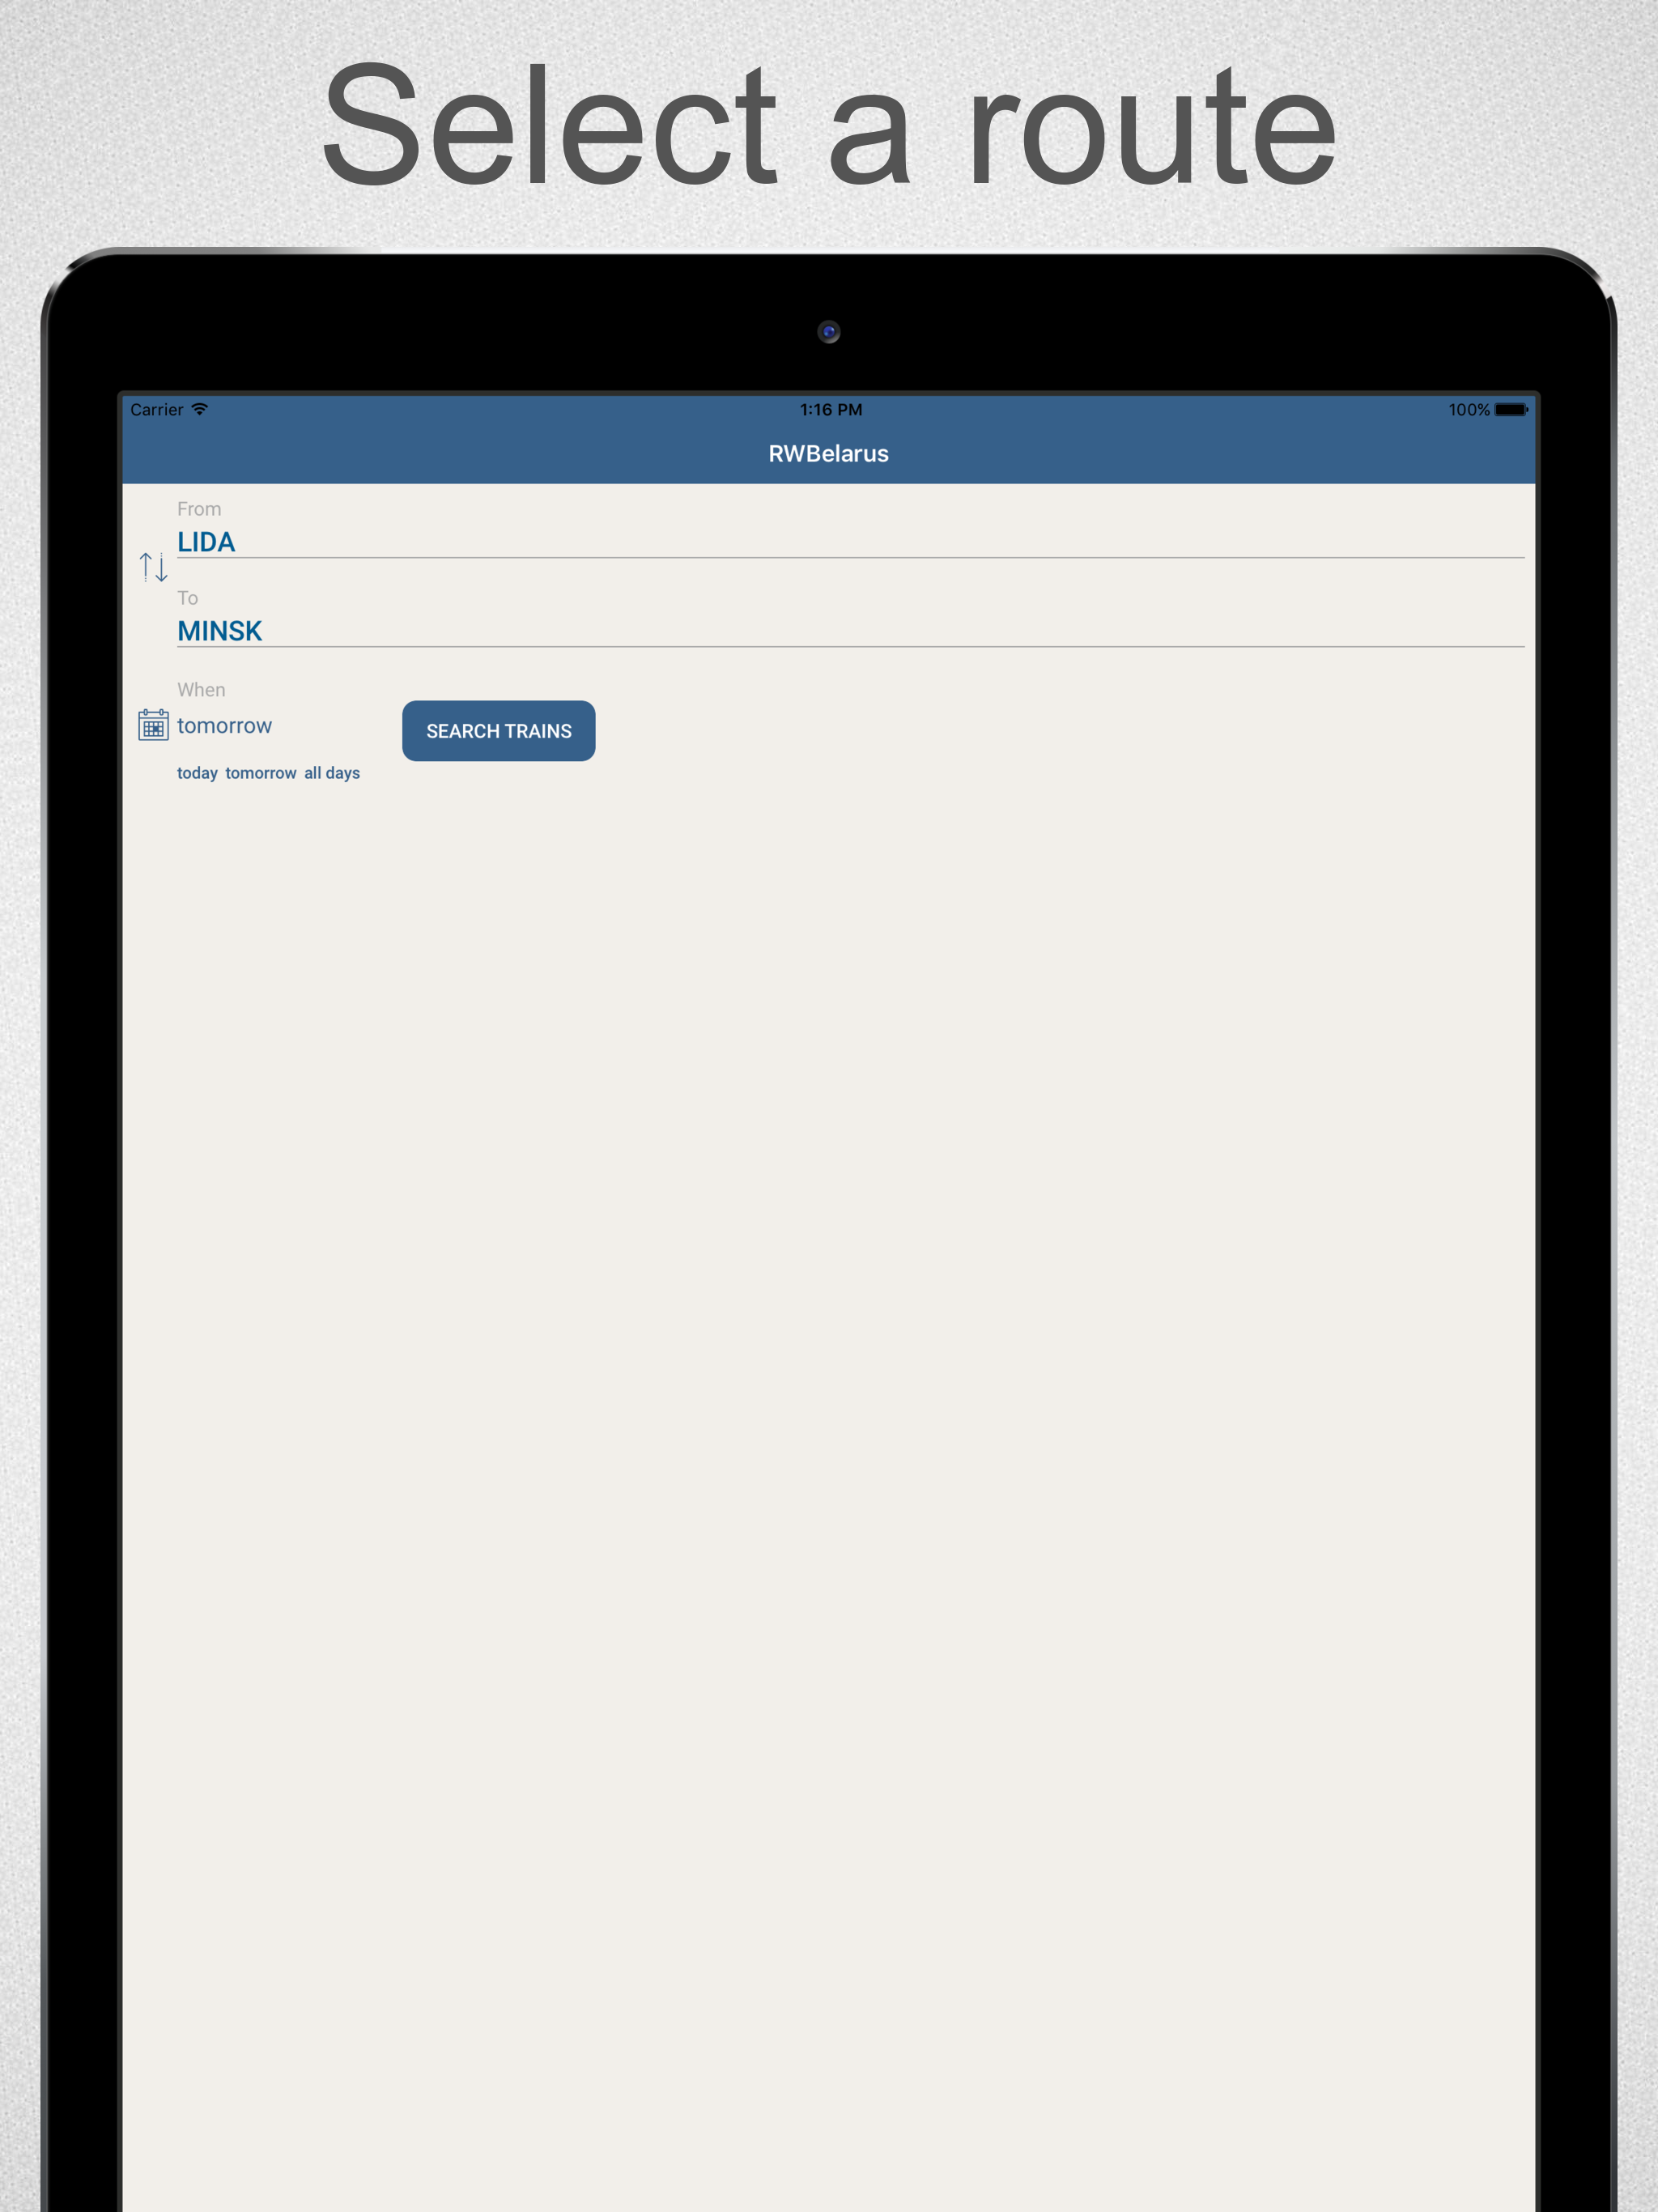 Select a route
Carrier 1:16 PM 100%
RWBelarus
From
LIDA
To
MINSK
When
tomorrow
SEARCH TRAINS
today tomorrow all days